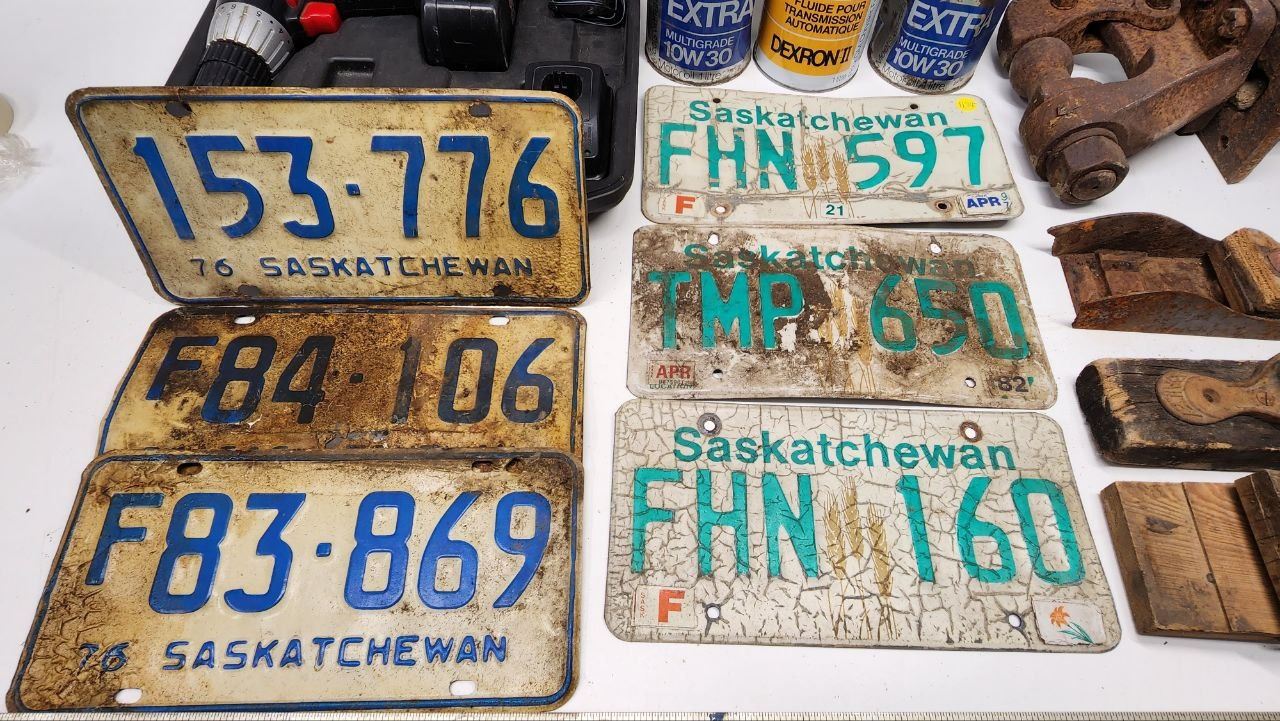 EXTRA
MULTIGRADE
10W30
FLUIDE POUR
TRANSMISSION
AUTOMATIQUE
DEXRON-II
EXTRA
MULTIGRADE
10W30
153·776
76 SASKATCHEWAN
F84·106
F83·869
76 SASKATCHEWAN
Saskatchewan
FHN 597
F
21
APR 97
Saskatchewan
TMP 650
APR
82
Saskatchewan
FHN 160
F